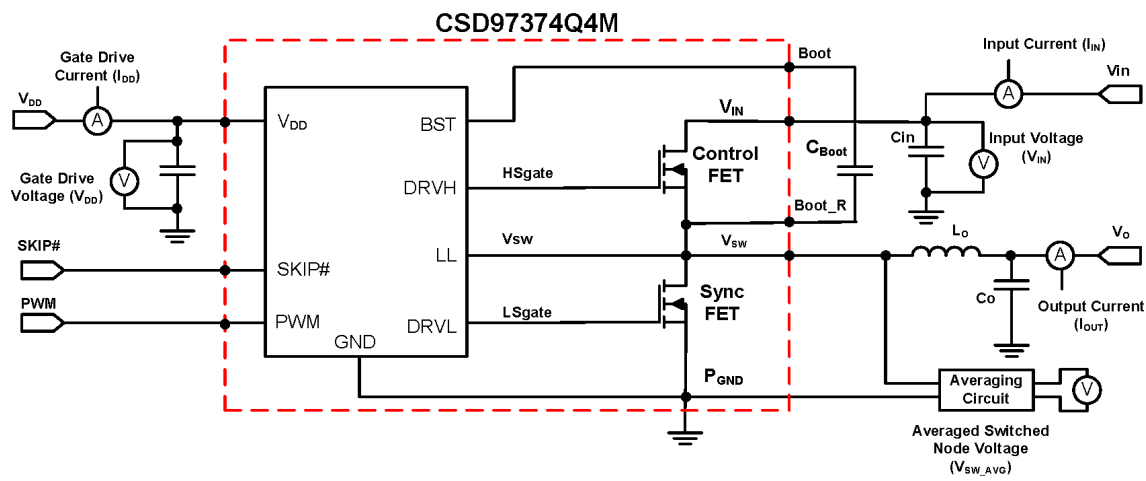 CSD97374Q4M
Gate Drive
Current (IDD)
VDD
A
V
Gate Drive
Voltage (VDD)
SKIP#
PWM
VDD
BST
DRVH
LL
SKIP#
PWM
DRVL
GND
HSgate
Vsw
LSgate
Control
FET
Sync
FET
VIN
VSW
PGND
Boot
CBoot
Boot_R
Input Current (IIN)
A
Vin
Cin
V
Input Voltage
(VIN)
LO
VO
A
Co
Output Current
(IOUT)
Averaging
Circuit
V
Averaged Switched
Node Voltage
(VSW_AVG)